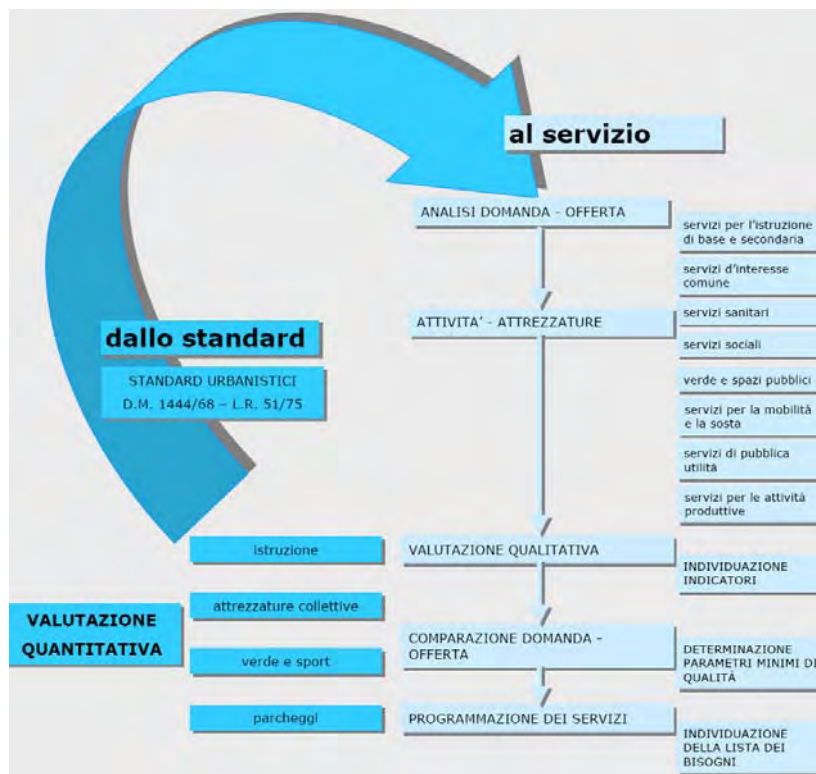 al servizio
ANALISI DOMANDA - OFFERTA
servizi per l'istruzione
di base e secondaria
servizi d'interesse
comune
ATTIVITA' - ATTREZZATURE
servizi sanitari
servizi sociali
verde e spazi pubblici
servizi per la mobilità
e la sosta
servizi di pubblica
utilità
servizi per le attività
produttive
dallo standard
STANDARD URBANISTICI
D.M. 1444/68 – L.R. 51/75
VALUTAZIONE
QUANTITATIVA
istruzione
attrezzature collettive
verde e sport
parcheggi
VALUTAZIONE QUALITATIVA
INDIVIDUAZIONE
INDICATORI
COMPARAZIONE DOMANDA -
OFFERTA
DETERMINAZIONE
PARAMETRI MINIMI DI
QUALITÀ
PROGRAMMAZIONE DEI SERVIZI
INDIVIDUAZIONE
DELLA LISTA DEI
BISOGNI